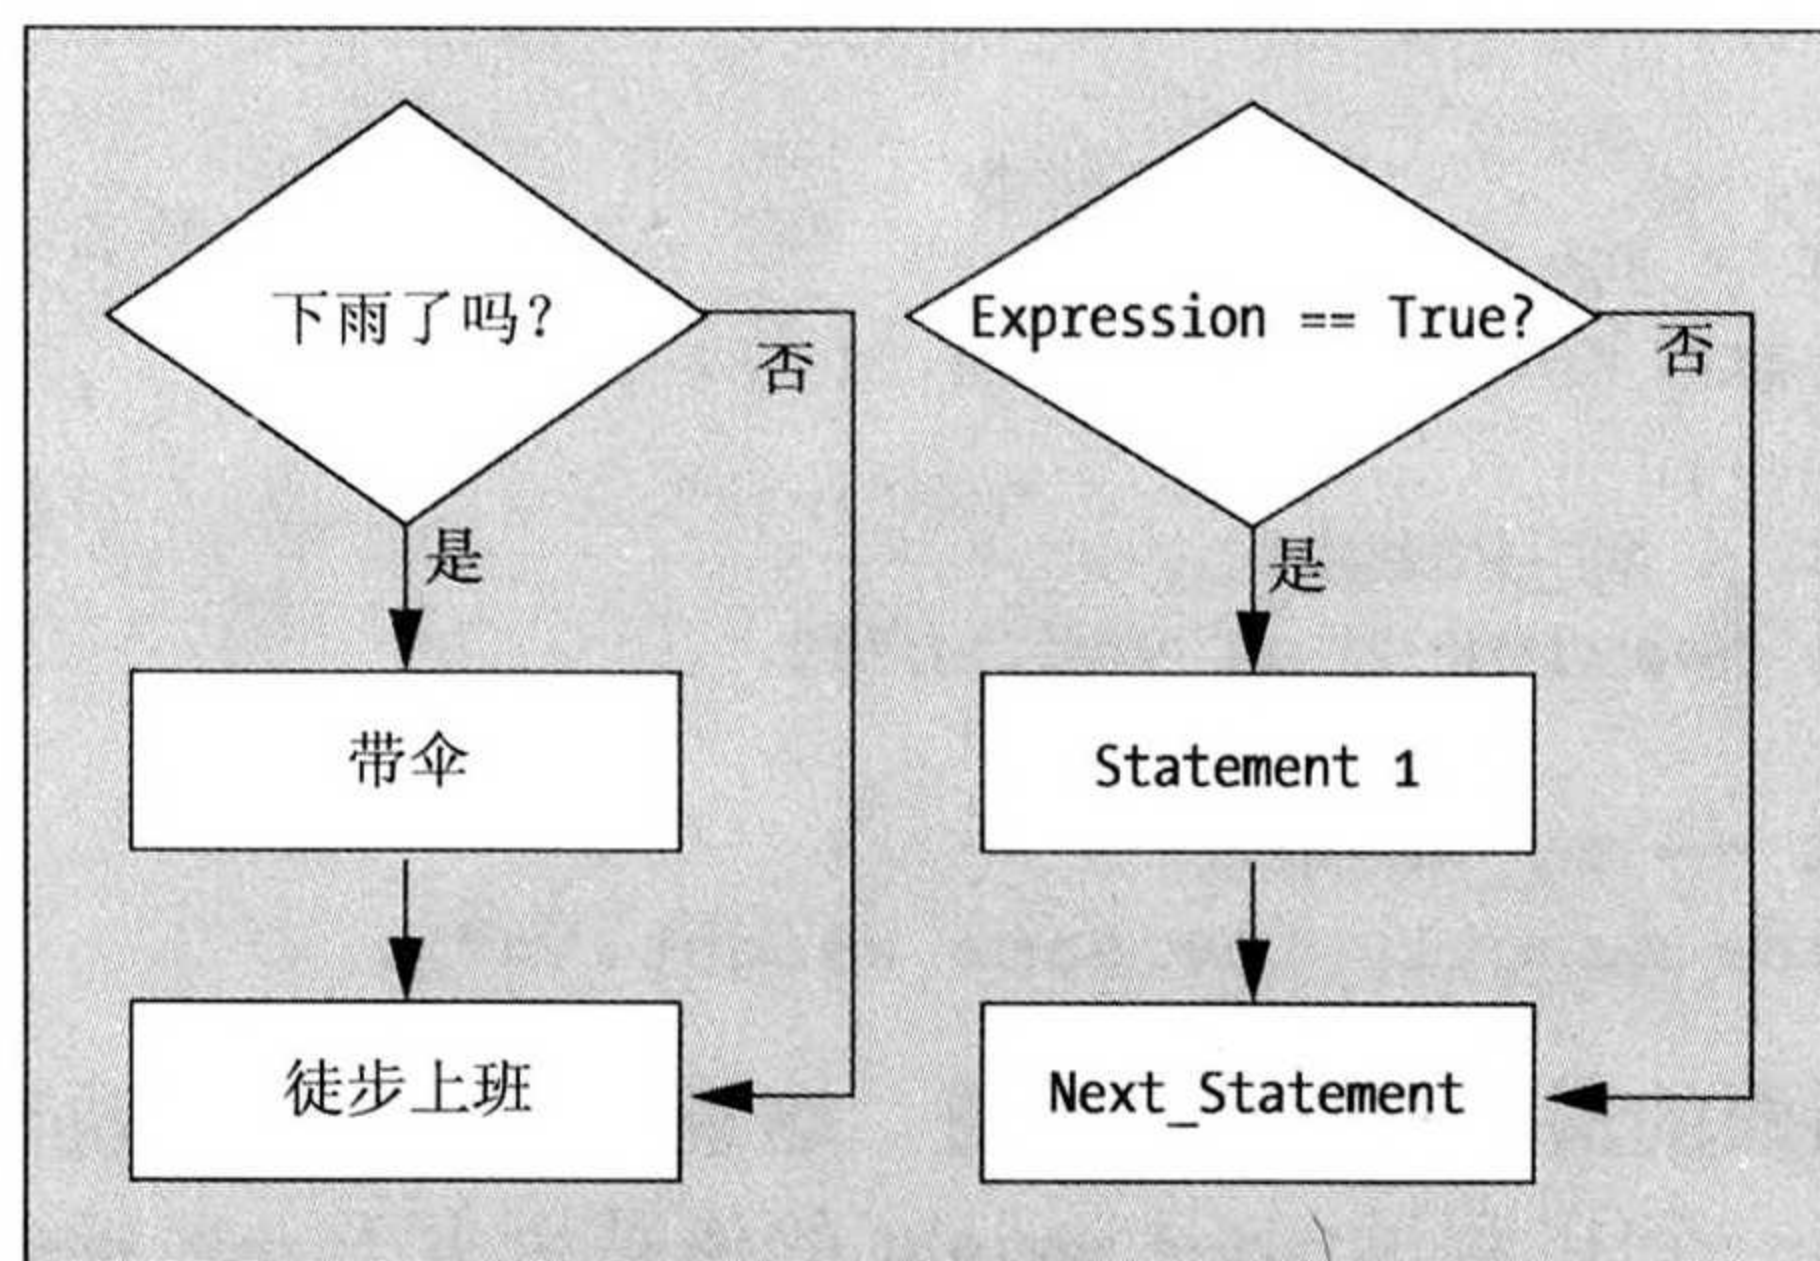 下雨了吗?
否
是
带伞
徒步上班
Expression == True?
否
是
Statement 1
Next_Statement